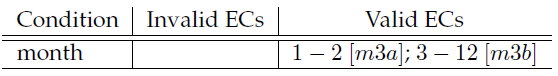 Condition Invalid ECs Valid ECs
month 1 – 2 [m3a]; 3 – 12 [m3b]